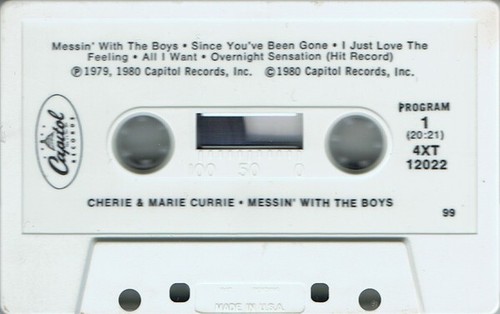 Messin' With The Boys • Since You've Been Gone • I Just Love The
Feeling • All I Want • Overnight Sensation (Hit Record)
℗1979, 1980 Capitol Records, Inc. ©1980 Capitol Records, Inc.
Capitol
RECORDS
PROGRAM
1
(20:21)
4XT
12022
100 50 0
CHERIE & MARIE CURRIE • MESSIN' WITH THE BOYS
99
MADE IN U.S.A.